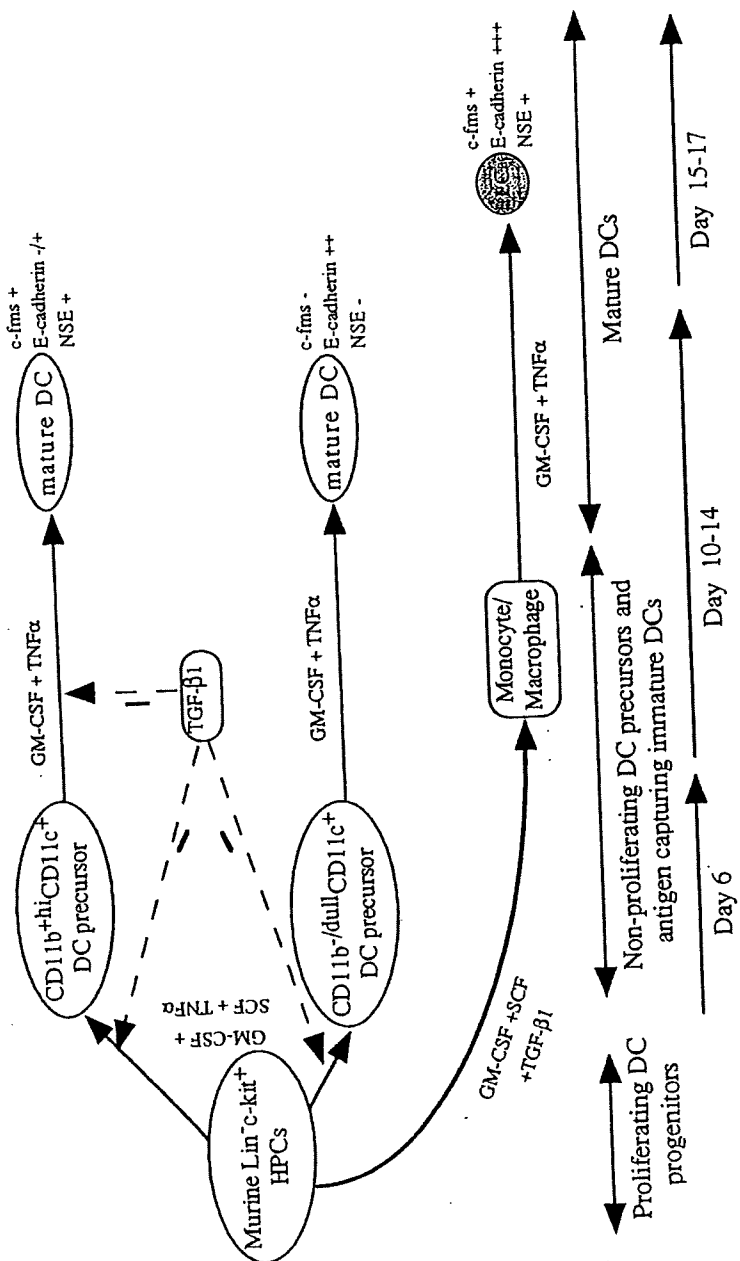 c-fms +
E-cadherin -/+
NSE +
mature DC
GM-CSF + TNFα
CD11b+hiCD11c+
DC precursor
TGF-β1
c-fms -
E-cadherin ++
NSE -
mature DC
GM-CSF + TNFα
CD11b-/dullCD11c+
DC precursor
GM-CSF +
SCF + TNFα
Murine Lin-c-kit+
HPCs
GM-CSF +SCF
+TGF-β1
Monocyte/
Macrophage
GM-CSF + TNFα
c-fms +
E-cadherin +++
NSE +
Proliferating DC
progenitors
Non-proliferating DC precursors and
antigen capturing immature DCs
Mature DCs
Day 6
Day 10-14
Day 15-17